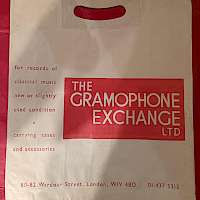 for records of
classical music
new or slightly
used condition
•
carrying cases
and accessories
THE
GRAMOPHONE
EXCHANGE
LTD
80-82, Wardour Street, London, W1V 4BD 01-437 5313